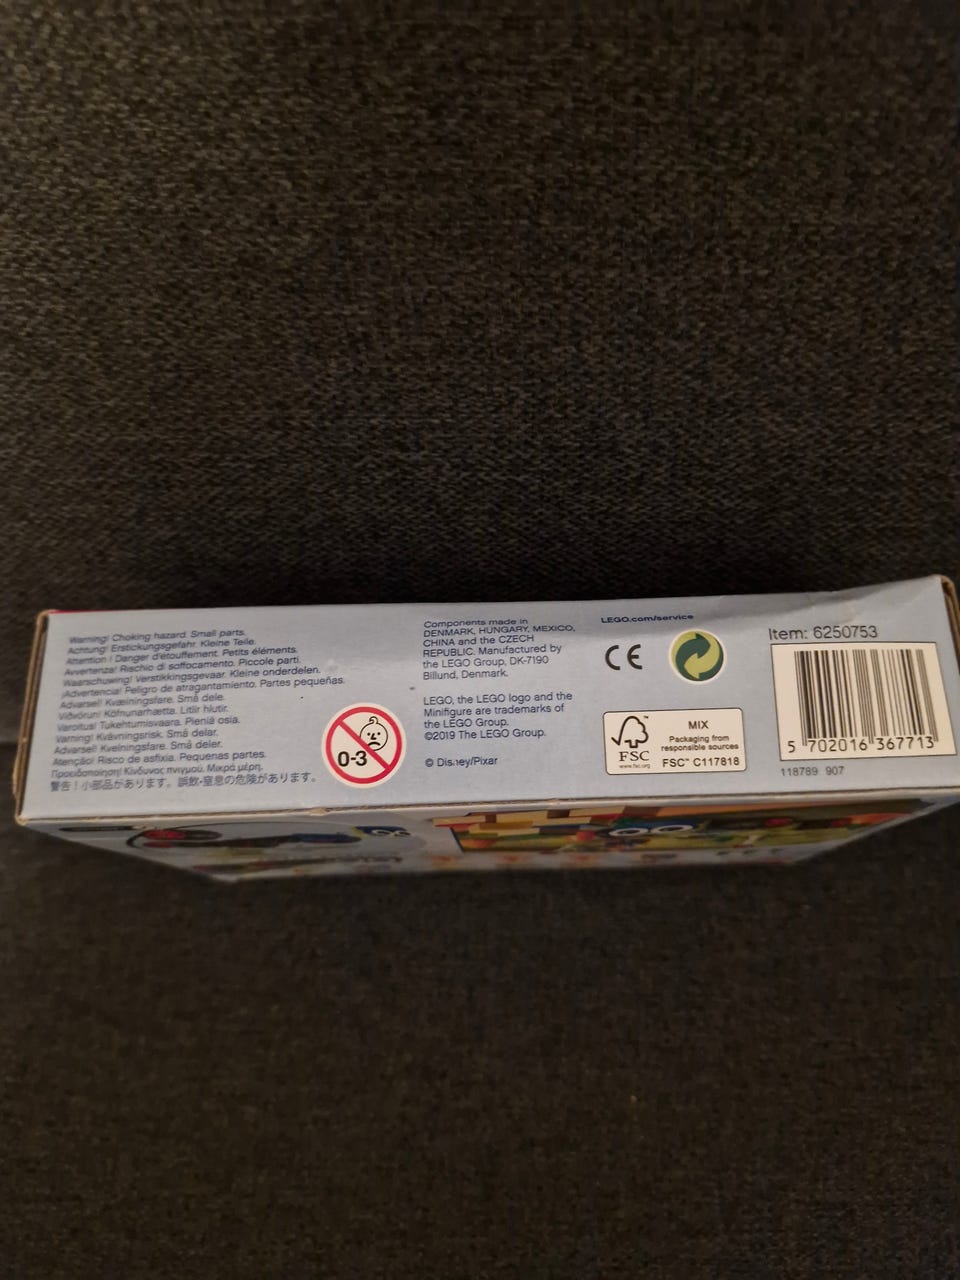 Warning! Choking hazard. Small parts.
Achtung! Erstickungsgefahr. Kleine Teile.
Attention ! Danger d'étouffement. Petits éléments.
Avvertenza! Rischio di soffocamento. Piccole parti.
Waarschuwing! Verstikkingsgevaar. Kleine onderdelen.
¡Advertencia! Peligro de atragantamiento. Partes pequeñas.
Advarsel! Kvælningsfare. Små dele.
Viðvörun! Köfnunarhætta. Litlir hlutir.
Varoitus! Tukehtumisvaara. Pieniä osia.
Varning! Kvävningsrisk. Små delar.
Advarsel! Kvelningsfare. Små deler.
Atenção! Risco de asfixia. Pequenas partes.
Προειδοποίηση! Κίνδυνος πνιγμού. Μικρά μέρη.
警告!小部品があります。誤飲・窒息の危険があります。
0-3
Components made in
DENMARK, HUNGARY, MEXICO,
CHINA and the CZECH
REPUBLIC. Manufactured by
the LEGO Group, DK-7190
Billund, Denmark.
LEGO, the LEGO logo and the
Minifigure are trademarks of
the LEGO Group.
©2019 The LEGO Group.
© Disney/Pixar
LEGO.com/service
CE
FSC™
www.fsc.org
MIX
Packaging from
responsible sources
FSC™ C117818
Item: 6250753
5 702016 367713
118789 907